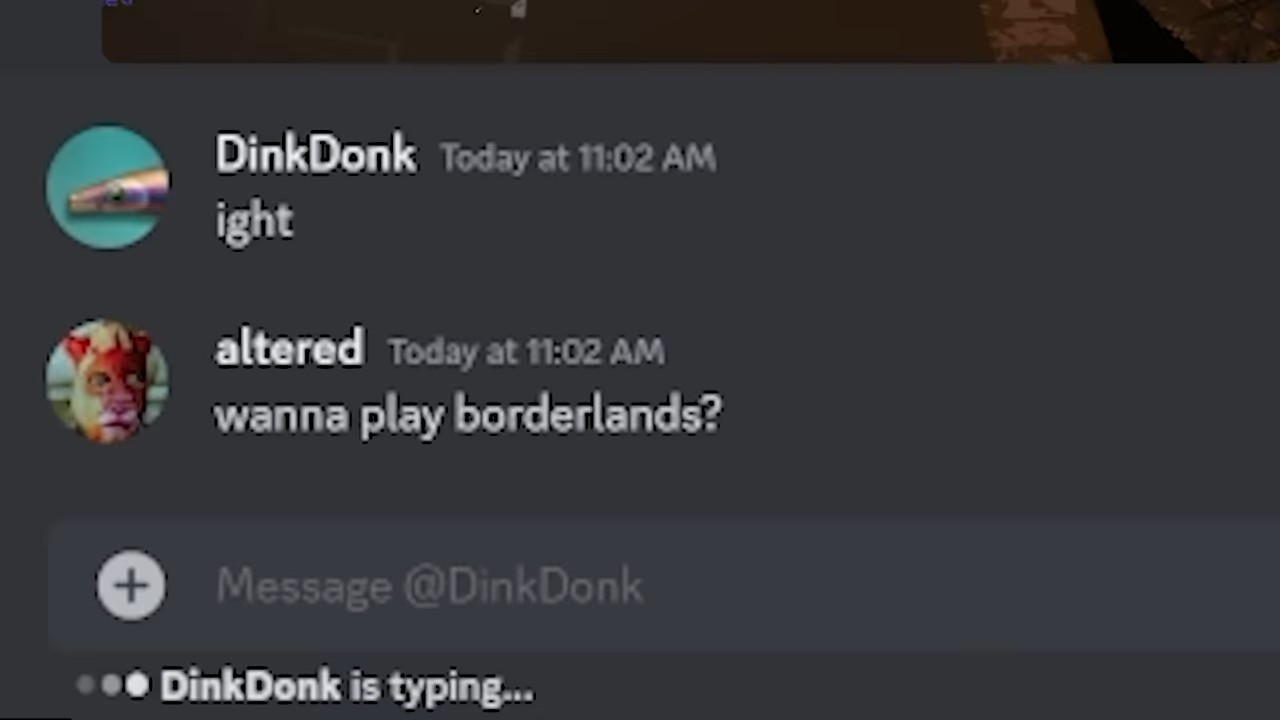 DinkDonk Today at 11:02 AM
ight
altered Today at 11:02 AM
wanna play borderlands?
Message @DinkDonk
DinkDonk is typing...